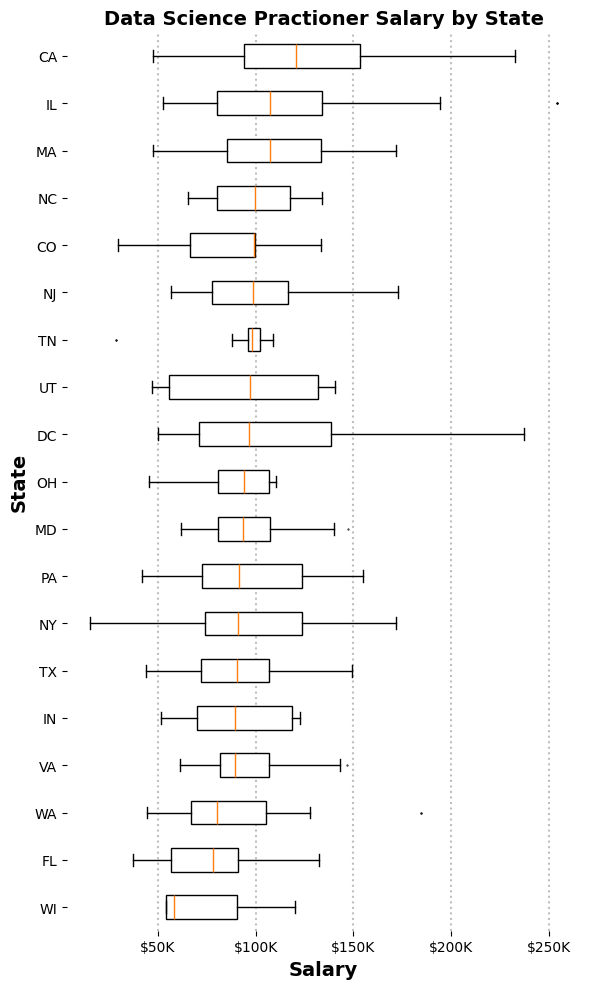 Data Science Practioner Salary by State
CA
IL
MA
NC
CO
NJ
TN
UT
DC
OH
MD
PA
NY
TX
IN
VA
WA
FL
WI
State
$50K $100K $150K $200K $250K
Salary